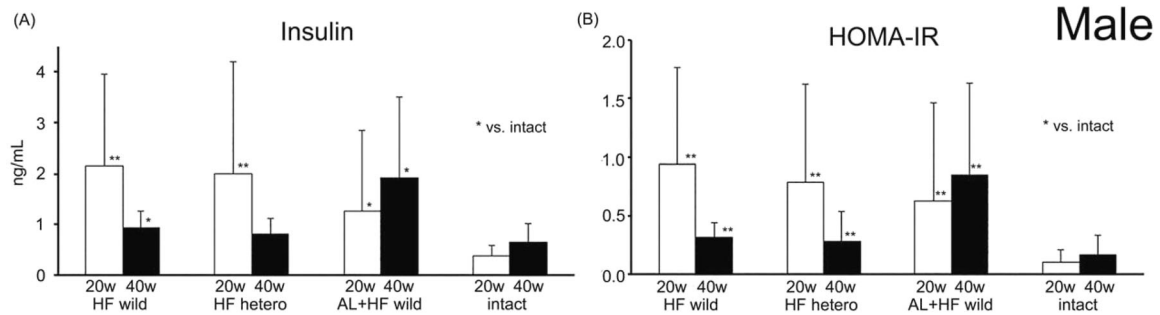 (A)
Insulin
ng/mL
4
3
2
1
0
**
*
**
*
*
* vs. intact
20w 40w 20w 40w 20w 40w 20w 40w
HF wild HF hetero AL+HF wild intact
(B)
HOMA-IR
Male
2.0
1.5
1.0
0.5
0.0
**
**
**
**
**
**
* vs. intact
20w 40w 20w 40w 20w 40w 20w 40w
HF wild HF hetero AL+HF wild intact